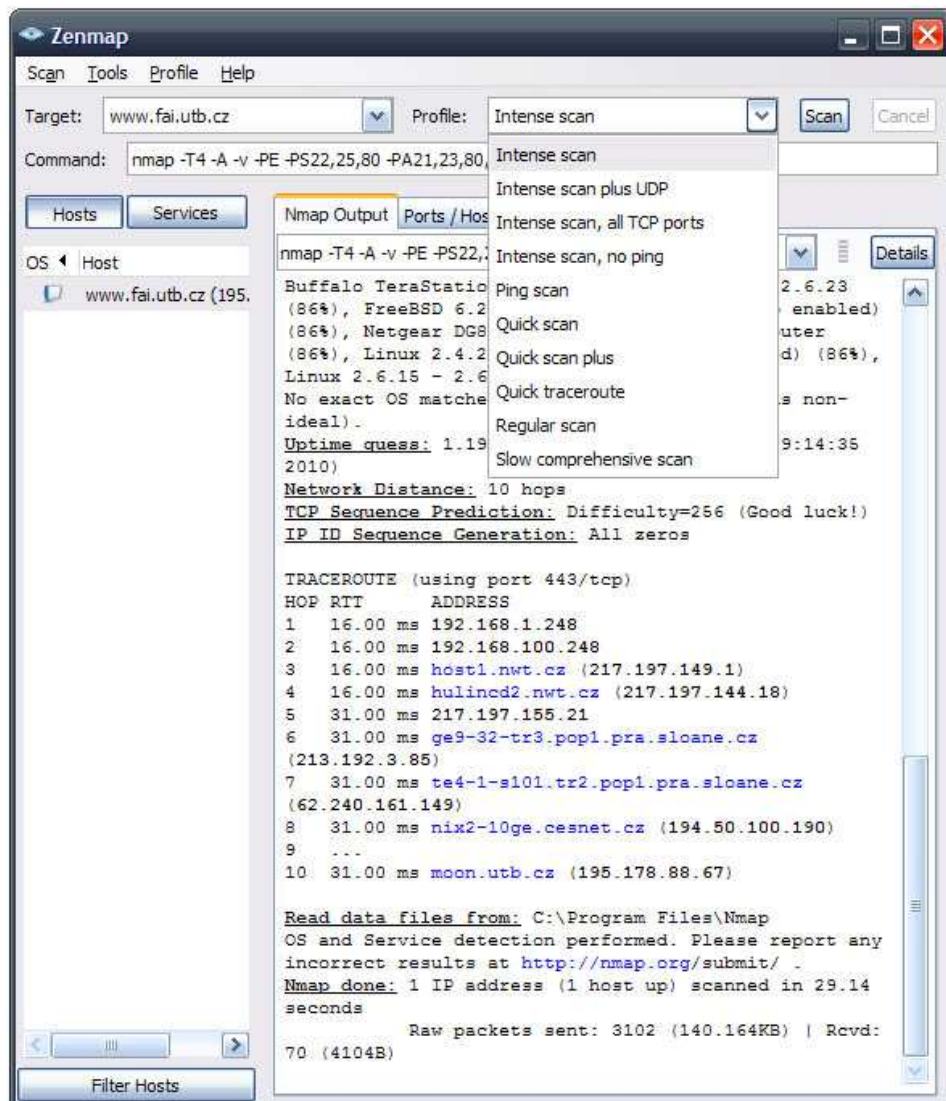 Zenmap
Scan Tools Profile Help
Target: www.fai.utb.cz Profile: Intense scan Scan Cancel
Command: nmap -T4 -A -v -PE -PS22,25,80 -PA21,23,80,
Intense scan
Intense scan plus UDP
Intense scan, all TCP ports
Intense scan, no ping
Ping scan
Quick scan
Quick scan plus
Quick traceroute
Regular scan
Slow comprehensive scan
Hosts Services
OS Host
www.fai.utb.cz (195.
Nmap Output Ports / Hos
nmap -T4 -A -v -PE -PS22, Details
Buffalo TeraStatio 2.6.23
(86%), FreeBSD 6.2 enabled)
(86%), Netgear DG8 uter
(86%), Linux 2.4.2 d) (86%),
Linux 2.6.15 - 2.6
No exact OS matche s non-
ideal).
Uptime guess: 1.19 9:14:35
2010)
Network Distance: 10 hops
TCP Sequence Prediction: Difficulty=256 (Good luck!)
IP ID Sequence Generation: All zeros
TRACEROUTE (using port 443/tcp)
HOP RTT ADDRESS
1 16.00 ms 192.168.1.248
2 16.00 ms 192.168.100.248
3 16.00 ms host1.nwt.cz (217.197.149.1)
4 16.00 ms hulincd2.nwt.cz (217.197.144.18)
5 31.00 ms 217.197.155.21
6 31.00 ms ge9-32-tr3.pop1.pra.sloane.cz
(213.192.3.85)
7 31.00 ms te4-1-s101.tr2.pop1.pra.sloane.cz
(62.240.161.149)
8 31.00 ms nix2-10ge.cesnet.cz (194.50.100.190)
9 ...
10 31.00 ms moon.utb.cz (195.178.88.67)
Read data files from: C:\Program Files\Nmap
OS and Service detection performed. Please report any
incorrect results at http://nmap.org/submit/ .
Nmap done: 1 IP address (1 host up) scanned in 29.14
seconds
Raw packets sent: 3102 (140.164KB) | Rcvd:
70 (4104B)
Filter Hosts